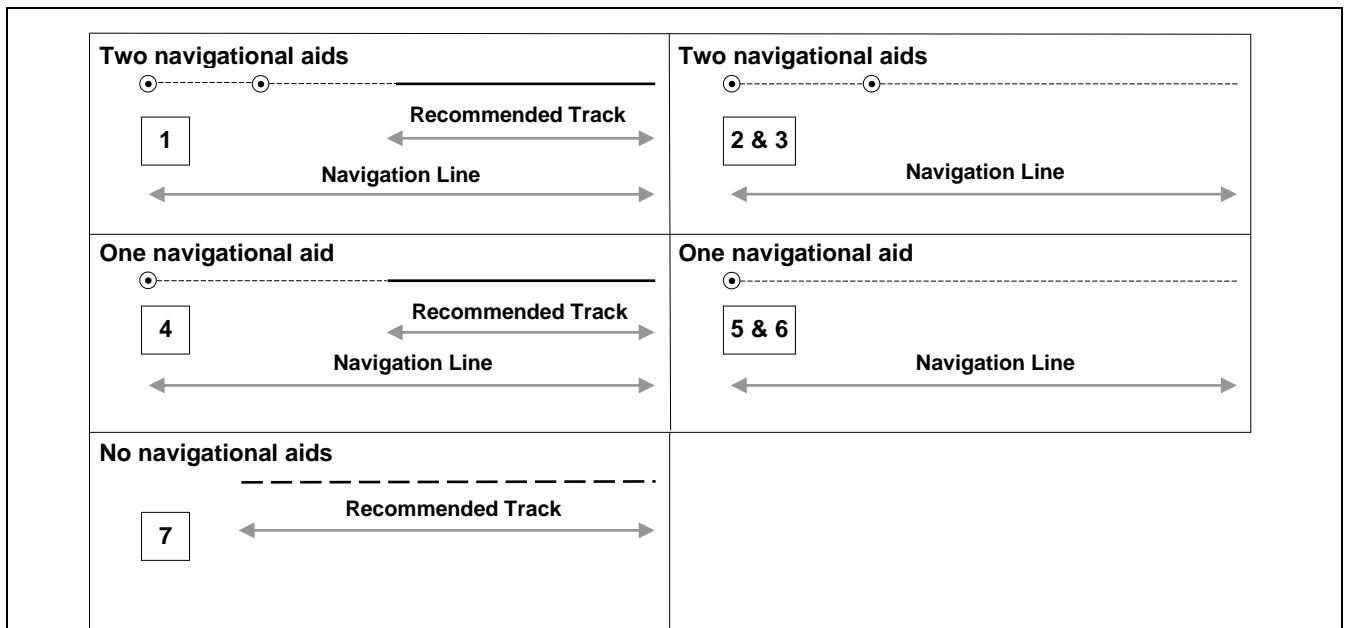 Two navigational aids
Recommended Track
1
Navigation Line
Two navigational aids
2 & 3
Navigation Line
One navigational aid
Recommended Track
4
Navigation Line
One navigational aid
5 & 6
Navigation Line
No navigational aids
Recommended Track
7